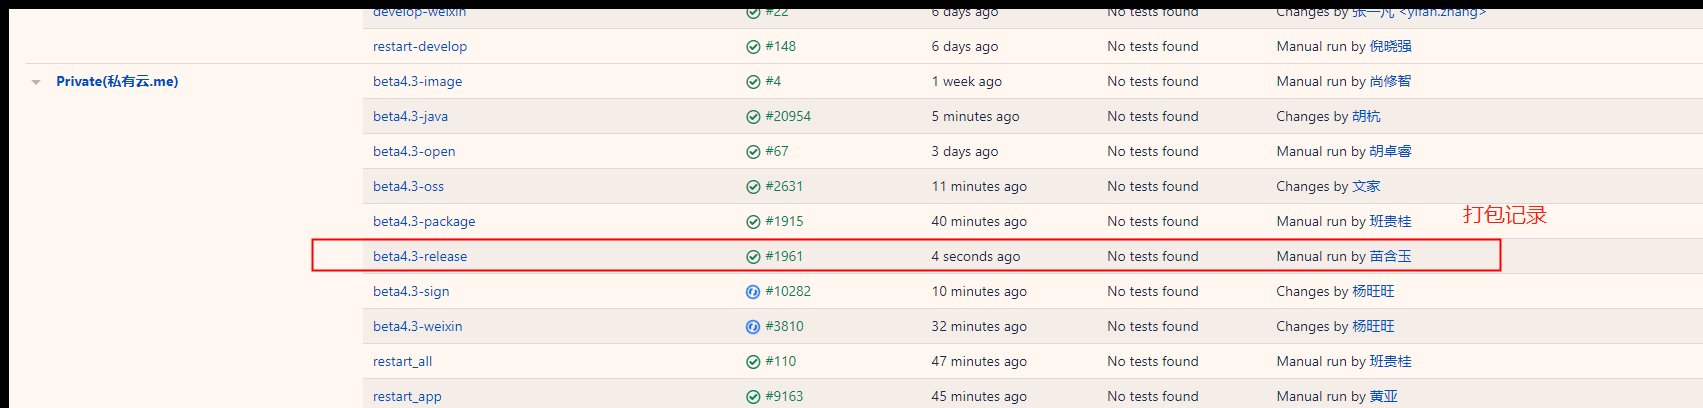 develop-weixin #22 6 days ago No tests found Changes by 张一凡 <yifan.zhang>
restart-develop #148 6 days ago No tests found Manual run by 倪晓强
Private(私有云.me) beta4.3-image #4 1 week ago No tests found Manual run by 尚修智
beta4.3-java #20954 5 minutes ago No tests found Changes by 胡杭
beta4.3-open #67 3 days ago No tests found Manual run by 胡卓睿
beta4.3-oss #2631 11 minutes ago No tests found Changes by 文家
beta4.3-package #1915 40 minutes ago No tests found Manual run by 班贵桂
打包记录
beta4.3-release #1961 4 seconds ago No tests found Manual run by 苗含玉
beta4.3-sign #10282 10 minutes ago No tests found Changes by 杨旺旺
beta4.3-weixin #3810 32 minutes ago No tests found Changes by 杨旺旺
restart_all #110 47 minutes ago No tests found Manual run by 班贵桂
restart_app #9163 45 minutes ago No tests found Manual run by 黄亚